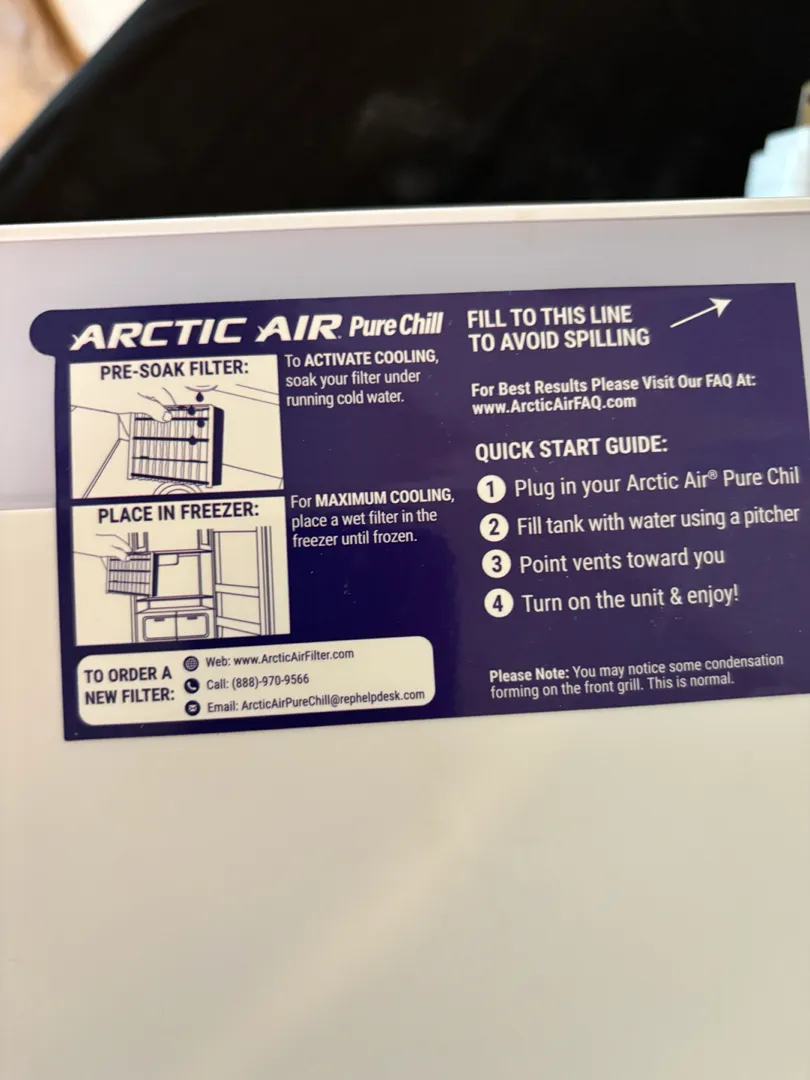 ARCTIC AIR Pure Chill
PRE-SOAK FILTER:
To ACTIVATE COOLING,
soak your filter under
running cold water.
PLACE IN FREEZER:
For MAXIMUM COOLING,
place a wet filter in the
freezer until frozen.
TO ORDER A
NEW FILTER:
Web: www.ArcticAirFilter.com
Call: (888)-970-9566
Email: ArcticAirPureChill@rephelpdesk.com
FILL TO THIS LINE
TO AVOID SPILLING
For Best Results Please Visit Our FAQ At:
www.ArcticAirFAQ.com
QUICK START GUIDE:
1 Plug in your Arctic Air® Pure Chil
2 Fill tank with water using a pitcher
3 Point vents toward you
4 Turn on the unit & enjoy!
Please Note: You may notice some condensation
forming on the front grill. This is normal.